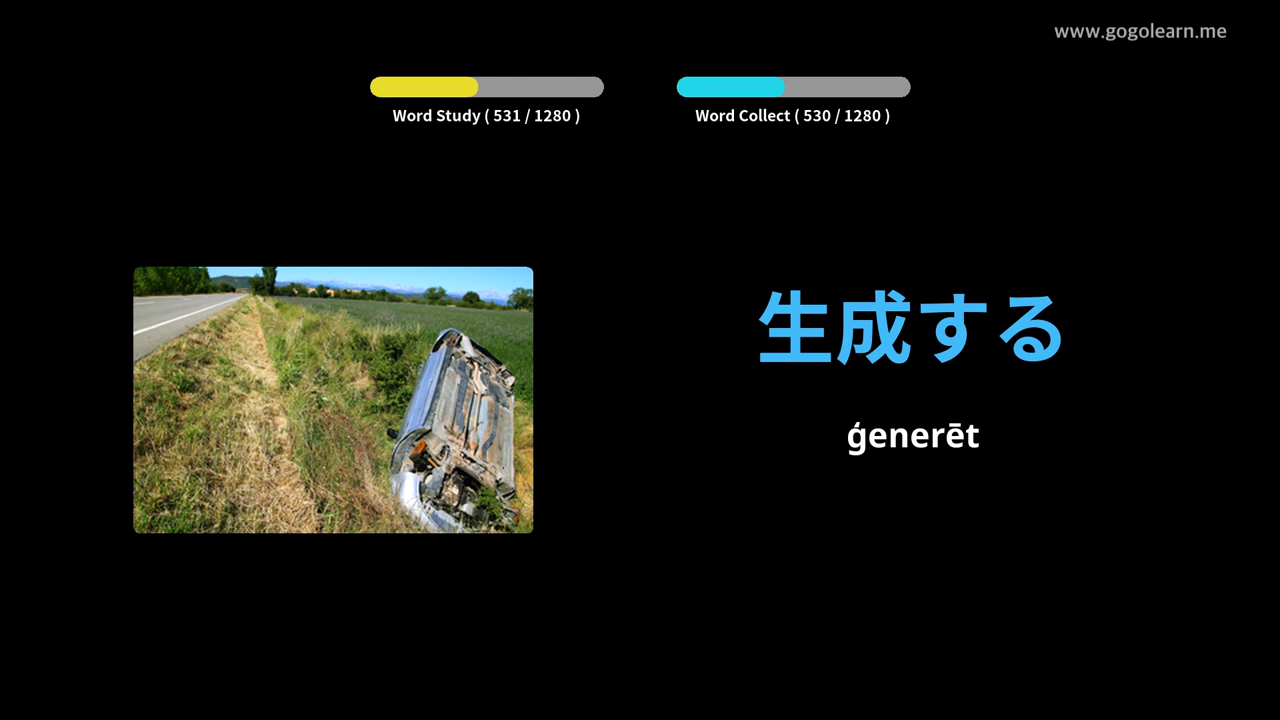 www.gogolearn.me
Word Study ( 531 / 1280 )
Word Collect ( 530 / 1280 )
生成する
ģenerēt